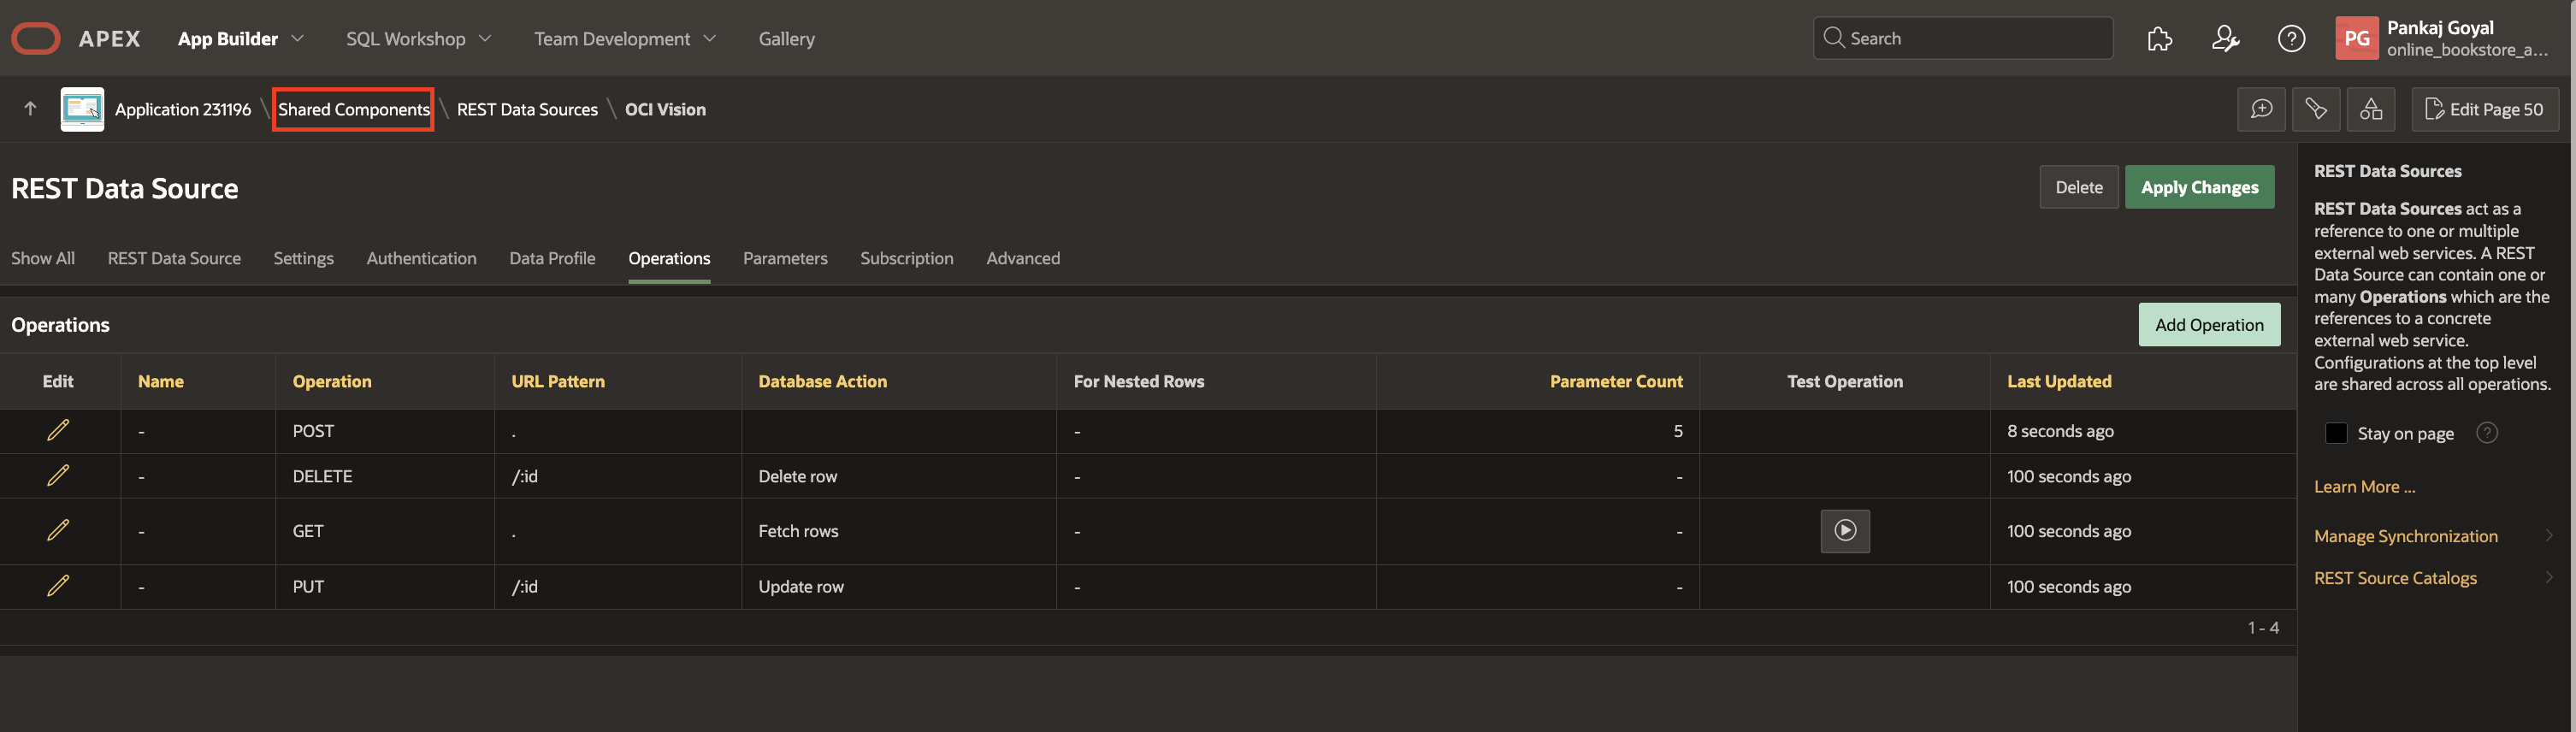 APEX App Builder SQL Workshop Team Development Gallery Search PG Pankaj Goyal
online_bookstore_a...
Application 231196 \ Shared Components \ REST Data Sources \ OCI Vision Edit Page 50
REST Data Source Delete Apply Changes
Show All REST Data Source Settings Authentication Data Profile Operations Parameters Subscription Advanced
Operations Add Operation
Edit Name Operation URL Pattern Database Action For Nested Rows Parameter Count Test Operation Last Updated
- POST . - 5 8 seconds ago
- DELETE /:id Delete row - - 100 seconds ago
- GET . Fetch rows - - 100 seconds ago
- PUT /:id Update row - - 100 seconds ago
1 - 4
REST Data Sources
REST Data Sources act as a
reference to one or multiple
external web services. A REST
Data Source can contain one or
many Operations which are the
references to a concrete
external web service.
Configurations at the top level
are shared across all operations.
Stay on page ?
Learn More ...
Manage Synchronization
REST Source Catalogs